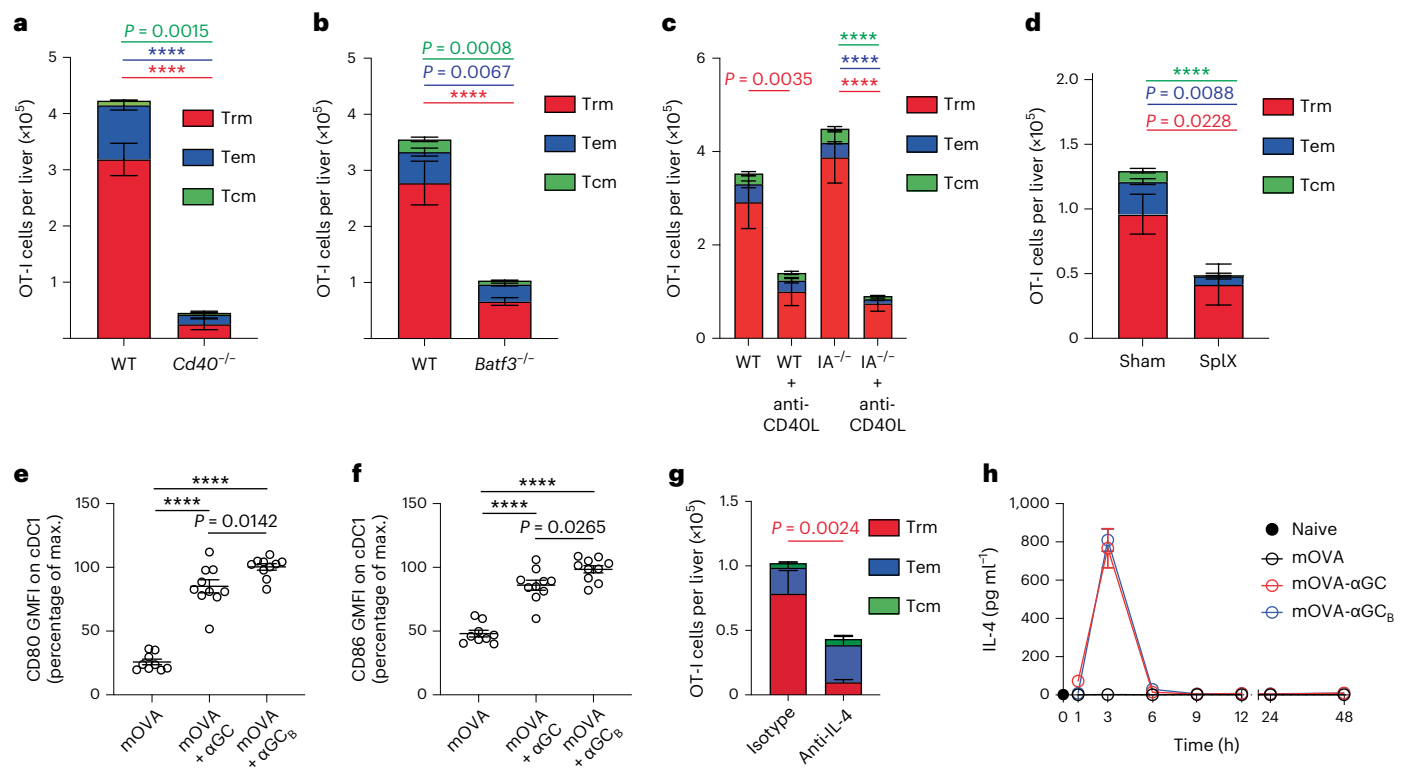 a
P = 0.0015
****
****
5
4
3
2
1
OT-I cells per liver (×10⁵)
Trm
Tem
Tcm
WT
Cd40⁻/⁻
b
P = 0.0008
P = 0.0067
****
5
4
3
2
1
OT-I cells per liver (×10⁵)
Trm
Tem
Tcm
WT
Batf3⁻/⁻
c
****
****
****
P = 0.0035
6
4
2
0
OT-I cells per liver (×10⁵)
Trm
Tem
Tcm
WT
WT
+
anti-
CD40L
IA⁻/⁻
IA⁻/⁻
+
anti-
CD40L
d
****
P = 0.0088
P = 0.0228
2.0
1.5
1.0
0.5
0
OT-I cells per liver (×10⁵)
Trm
Tem
Tcm
Sham
SplX
e
****
****
P = 0.0142
150
100
50
0
CD80 GMFI on cDC1
(percentage of max.)
mOVA
mOVA
+ αGC
mOVA
+ αGC_B
f
****
****
P = 0.0265
150
100
50
0
CD86 GMFI on cDC1
(percentage of max.)
mOVA
mOVA
+ αGC
mOVA
+ αGC_B
g
P = 0.0024
1.5
1.0
0.5
0
OT-I cells per liver (×10⁵)
Trm
Tem
Tcm
Isotype
Anti-IL-4
h
1,000
800
600
400
200
0
IL-4 (pg ml⁻¹)
Naive
mOVA
mOVA-αGC
mOVA-αGC_B
0 1 3 6 9 12 24 48
Time (h)